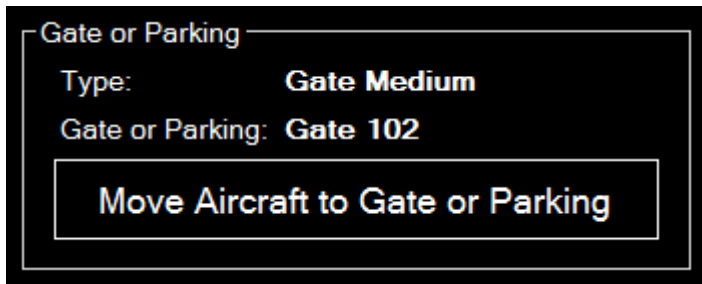 Gate or Parking
Type: Gate Medium
Gate or Parking: Gate 102
Move Aircraft to Gate or Parking